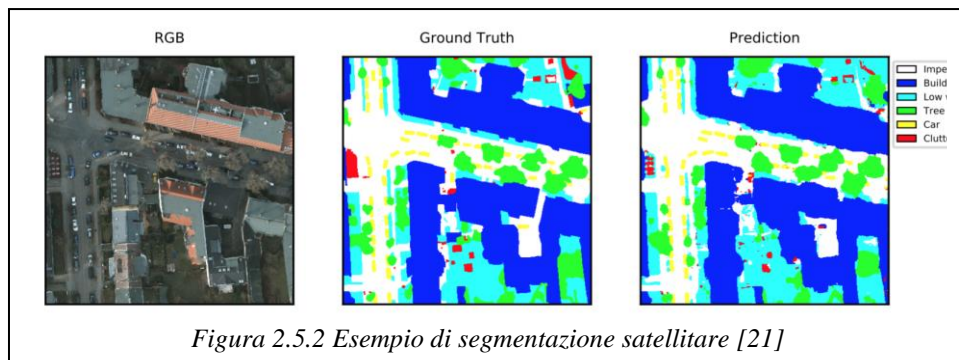 RGB
Ground Truth
Prediction
Impe
Build
Low v
Tree
Car
Clutt
Figura 2.5.2 Esempio di segmentazione satellitare [21]